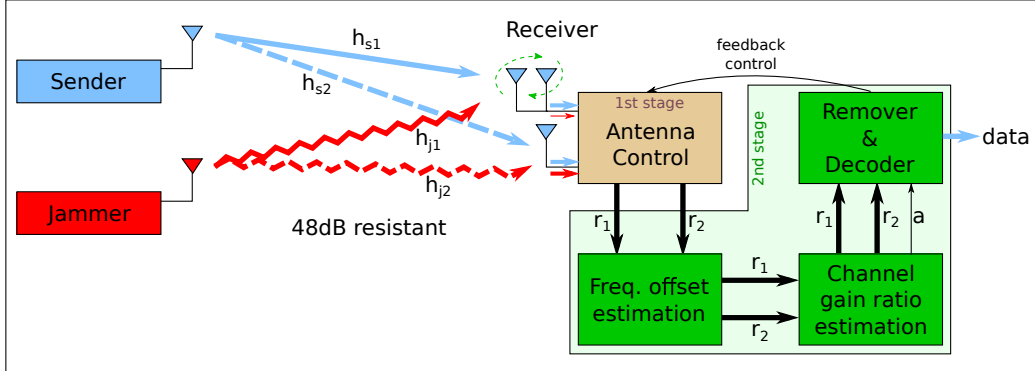 Sender
Jammer
h_s1
h_s2
h_j1
h_j2
48dB resistant
Receiver
feedback
control
1st stage
Antenna
Control
2nd stage
Remover
&
Decoder
data
r_1
r_2
r_1
r_2
a
Freq. offset
estimation
r_1
r_2
Channel
gain ratio
estimation